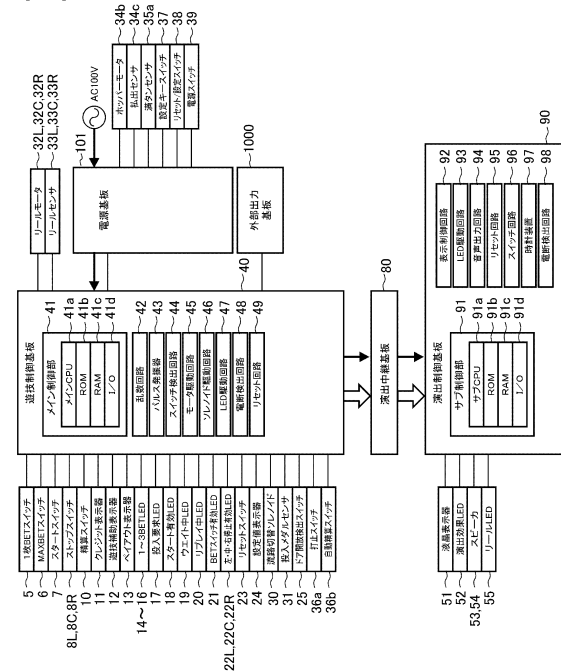 32L,32C,32R
33L,33C,33R
リールモータ
リールセンサ
AC100V
34b
34c
35a
37
38
39
ホッパーモータ
払出センサ
満タンセンサ
設定キースイッチ
リセット/設定スイッチ
電源スイッチ
101
電源基板
1000
外部出力
基板
40
遊技制御基板
メイン制御部
41
メインCPU
41a
ROM
41b
RAM
41c
I/O
41d
乱数回路
42
パルス発振器
43
スイッチ検出回路
44
モータ駆動回路
45
ソレノイド駆動回路
46
LED駆動回路
47
電断検出回路
48
リセット回路
49
5
1枚BETスイッチ
6
MAXBETスイッチ
7
スタートスイッチ
8L,8C,8R
ストップスイッチ
10
精算スイッチ
11
クレジット表示器
12
遊技補助表示器
13
ペイアウト表示器
14～16
1～3BETLED
17
投入要求LED
18
スタート有効LED
19
ウエイト中LED
20
リプレイ中LED
21
BETスイッチ有効LED
22L,22C,22R
左・中・右停止有効LED
23
リセットスイッチ
24
設定値表示器
30
流路切替ソレノイド
31
投入メダルセンサ
25
ドア開放検出スイッチ
36a
打止スイッチ
36b
自動精算スイッチ
80
演出中継基板
90
演出制御基板
サブ制御部
91
サブCPU
91a
ROM
91b
RAM
91c
I/O
91d
表示制御回路
92
LED駆動回路
93
音声出力回路
94
リセット回路
95
スイッチ回路
96
時計装置
97
電断検出回路
98
51
液晶表示器
52
演出効果LED
53,54
スピーカ
55
リールLED